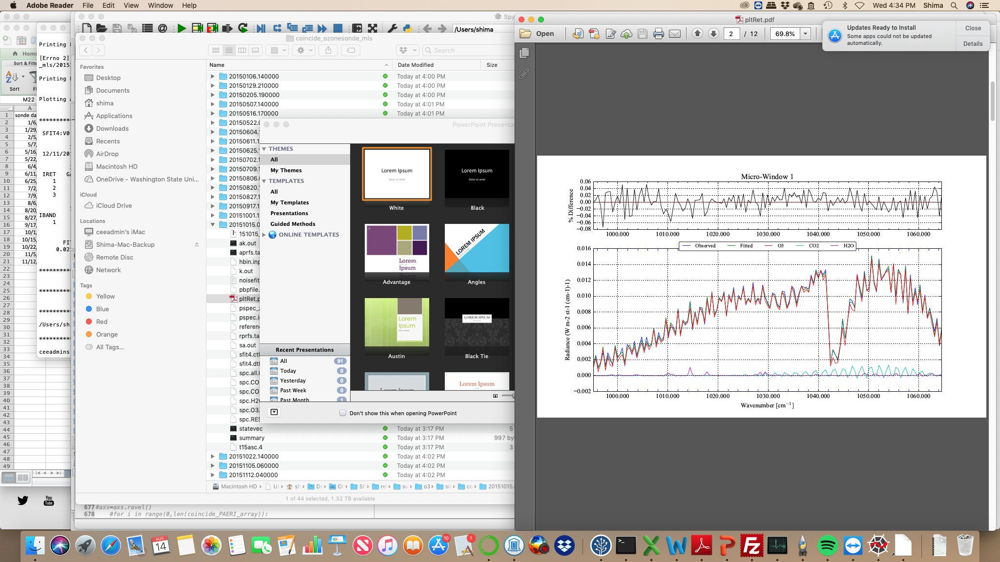 Adobe Reader File Edit View Window Help
Wed 4:34 PM Shima
/Users/shima
coincide_ozonesonde_mls
Search
Favorites
Desktop
Documents
shima
Applications
Downloads
Recents
AirDrop
Macintosh HD
OneDrive - Washington State Uni...
iCloud
iCloud Drive
Locations
ceeadmin's iMac
Shima-Mac-Backup
Remote Disc
Network
Tags
Yellow
Blue
Red
Orange
All Tags...
Name Date Modified Size
20150106.140000 Today at 4:00 PM
20150129.210000 Today at 4:00 PM
20150205.190000 Today at 4:00 PM
20150507.140000 Today at 4:01 PM
20150516.170000 Today at 4:01 PM
20150522.
20150604.
20150611.1
20150625.
20150702.
20150709.
20150806.
20150820.
20150827.
20150917.
20151001.
20151015.0
151015_
ak.out
aprfs.ta
hbin.inp
k.out
noisefit
pbpfile.
pltRet.p
pspec_
pspec.i
referenc
rprfs.ta
sa.out
sfit4.ctl
sfit4.dtl
spc.all.
spc.CO
spc.CO
spc.H2
spc.O3.
spc.RES
statevec Today at 3:17 PM 5
summary Today at 3:17 PM 997 by
t15asc.4 Today at 3:17 PM 3
20151022.140000 Today at 4:02 PM
20151105.060000 Today at 4:02 PM
20151112.040000 Today at 4:02 PM
Macintosh HD
20151015.
1 of 44 selected, 1.32 TB available
677 #axs=axs.ravel()
678 #for i in range(0,len(coincide_PAERI_array)):
PowerPoint Presenta
THEMES
All
My Themes
TEMPLATES
All
My Templates
Presentations
Guided Methods
ONLINE TEMPLATES
Recent Presentations
All 91
Today 0
Yesterday 0
Past Week 0
Past Month 1
Lorem Ipsum
Dolor sit amet
White
Lorem Ipsum
Dolor sit amet
Black
Lorem Ipsum
Advantage
LOREM IPSUM
Angles
Lorem Ipsum
Austin
LOREM IPSUM
Black Tie
Lorem Ipsum
Lorem Ipsum
Don't show this when opening PowerPoint
Home
Sort & Filte
Sort
M22
A
1 sonde da
2 1/6,
3 1/29,
4 2/5,
5 5/7,
6 5/16,
7 5/22,
8 6/4,
9 6/11,
10 6/25,
11 7/2,
12 7/9,
13 8/6,
14 8/20,
15 8/27,
16 9/17,
17 10/1,
18 10/15,
19 10/22,
20 11/5,
21 11/12,
22
23
24
25
26
27
28
29
30
31
32
33
34
35
36
37
38
39
40
41
42
43
44
45
46
47
48
49
Printing
[Errno 2]
_mls/2015
Printing
Plotting
**********
SFIT4:V0
12/11/20
IRET
1
2
3
IBAND
1
FI
0.02
**********
**********
**********
/Users/sh
**********
ceeadmins
You Tube
pltRet.pdf
Open 2 / 12 69.8%
Updates Ready to Install
Some apps could not be updated
automatically.
Close
Details
Micro-Window 1
% Difference
0.06
0.04
0.02
0.00
−0.02
−0.04
−0.06
−0.08
1000.000 1010.000 1020.000 1030.000 1040.000 1050.000 1060.000
Observed Fitted O3 CO2 H2O
Radiance (W m-2 st-1 (cm-1)-1)
0.016
0.014
0.012
0.010
0.008
0.006
0.004
0.002
0.000
−0.002
1000.000 1010.000 1020.000 1030.000 1040.000 1050.000 1060.000
Wavenumber [cm−1]
AUG
14
10
1